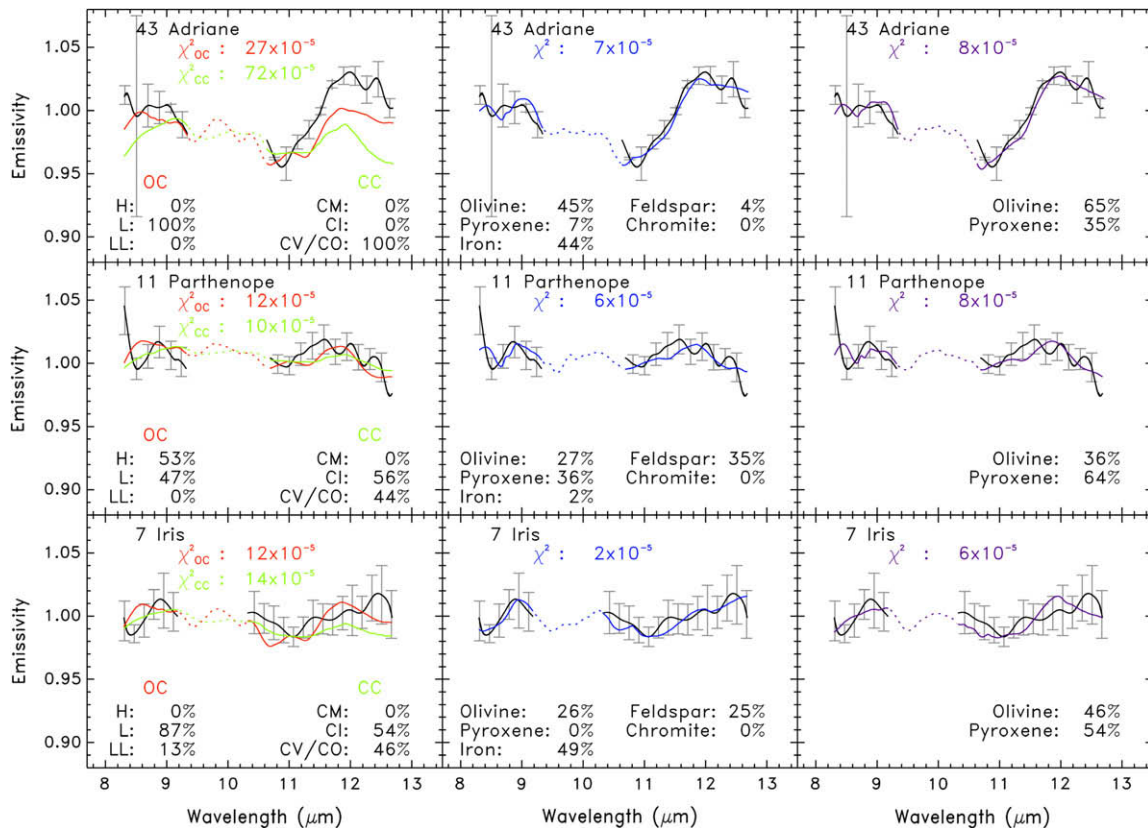 43 Adriane
χ²OC : 27x10⁻⁵
χ²CC : 72x10⁻⁵
OC CC
H: 0% CM: 0%
L: 100% CI: 0%
LL: 0% CV/CO: 100%
43 Adriane
χ² : 7x10⁻⁵
Olivine: 45% Feldspar: 4%
Pyroxene: 7% Chromite: 0%
Iron: 44%
43 Adriane
χ² : 8x10⁻⁵
Olivine: 65%
Pyroxene: 35%
1.05
1.00
0.95
0.90
Emissivity
11 Parthenope
χ²OC : 12x10⁻⁵
χ²CC : 10x10⁻⁵
OC CC
H: 53% CM: 0%
L: 47% CI: 56%
LL: 0% CV/CO: 44%
11 Parthenope
χ² : 6x10⁻⁵
Olivine: 27% Feldspar: 35%
Pyroxene: 36% Chromite: 0%
Iron: 2%
11 Parthenope
χ² : 8x10⁻⁵
Olivine: 36%
Pyroxene: 64%
1.05
1.00
0.95
0.90
Emissivity
7 Iris
χ²OC : 12x10⁻⁵
χ²CC : 14x10⁻⁵
OC CC
H: 0% CM: 0%
L: 87% CI: 54%
LL: 13% CV/CO: 46%
7 Iris
χ² : 2x10⁻⁵
Olivine: 26% Feldspar: 25%
Pyroxene: 0% Chromite: 0%
Iron: 49%
7 Iris
χ² : 6x10⁻⁵
Olivine: 46%
Pyroxene: 54%
1.05
1.00
0.95
0.90
Emissivity
8 9 10 11 12 13
8 9 10 11 12 13
8 9 10 11 12 13
Wavelength (μm)
Wavelength (μm)
Wavelength (μm)